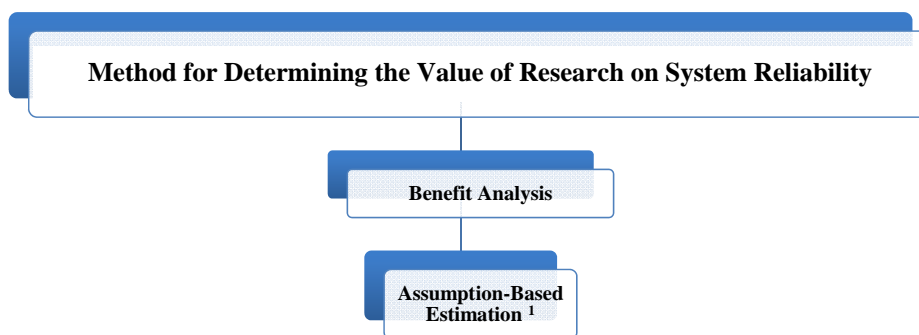 Method for Determining the Value of Research on System Reliability
Benefit Analysis
Assumption-Based
Estimation ¹